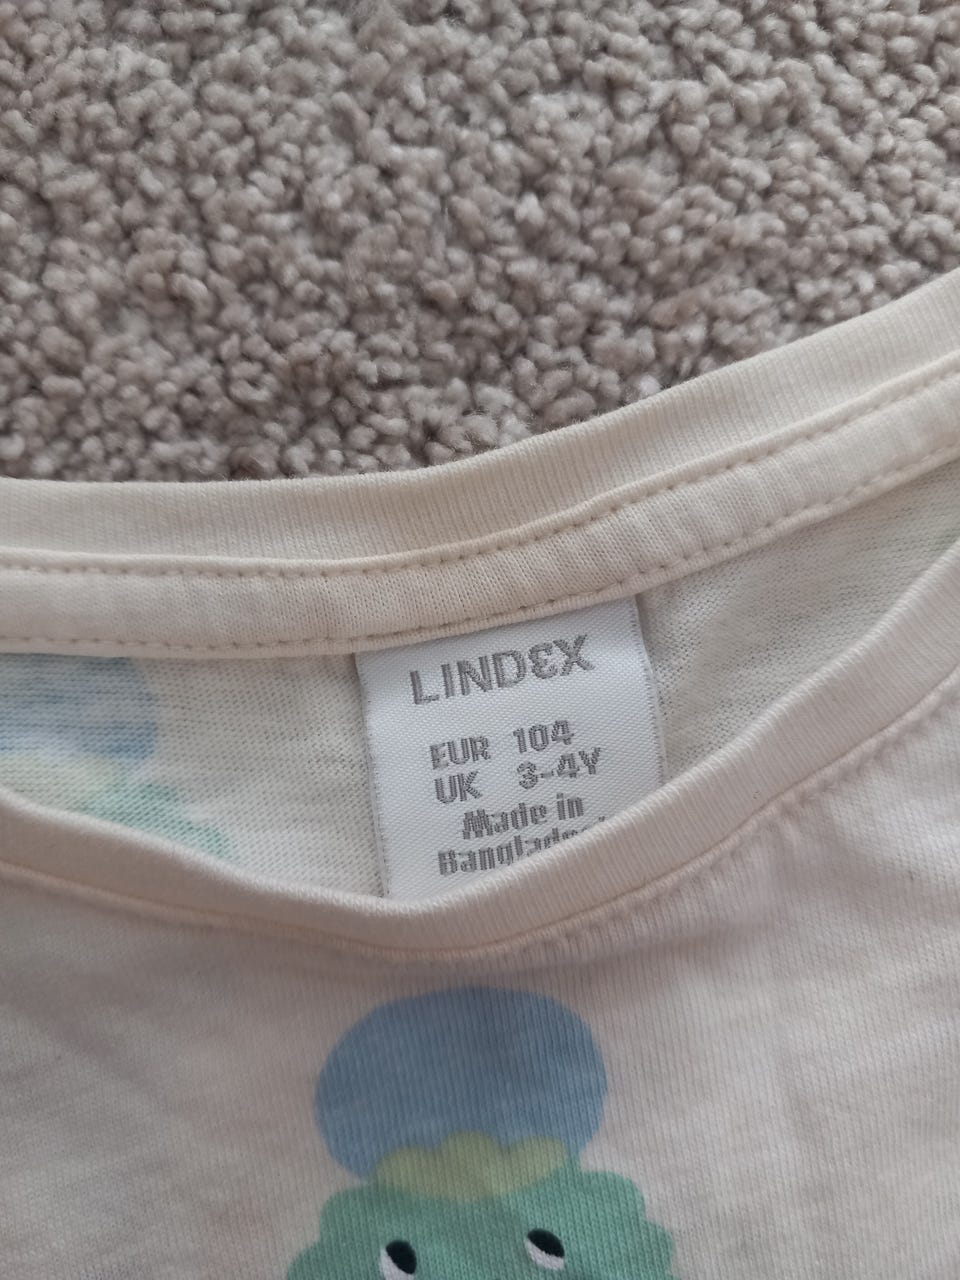 LINDEX
EUR 104
UK 3-4Y
Made in